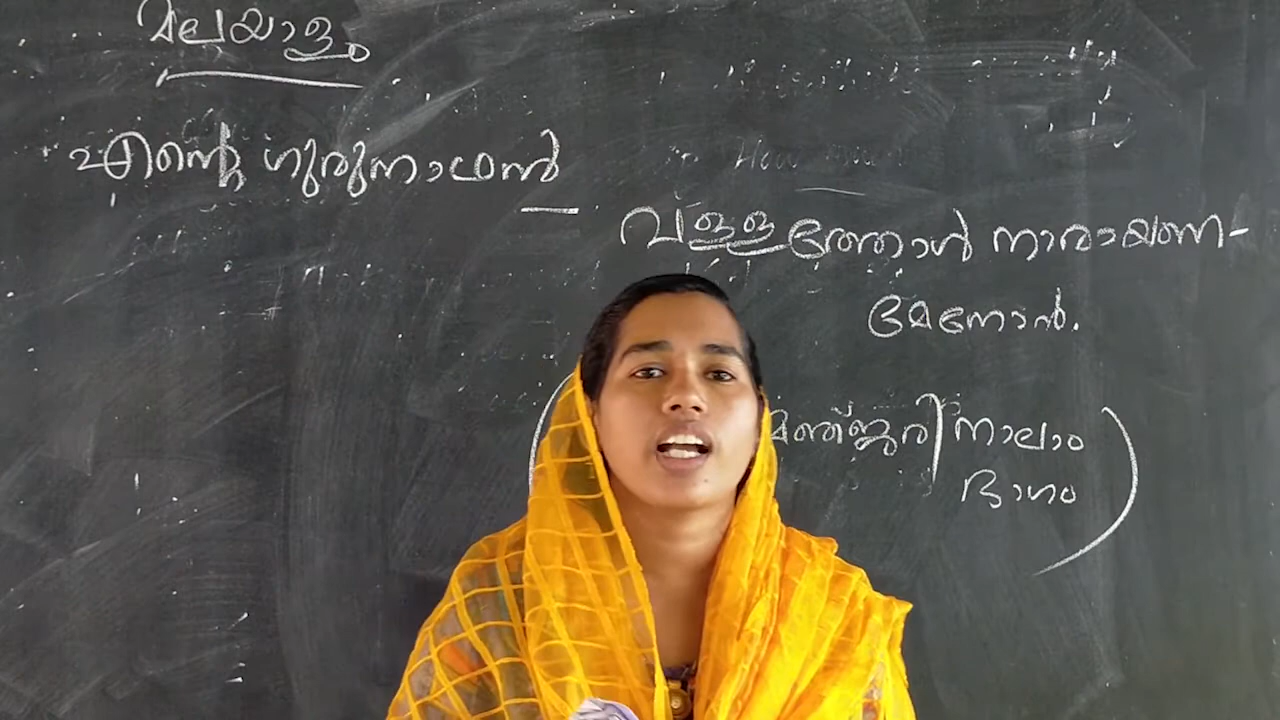 മലയാളം
എന്റെ ഗുരുനാഥൻ
— വള്ളത്തോൾ നാരായണ-
മേനോൻ.
മഞ്ജരി നാലാം
ഭാഗം)